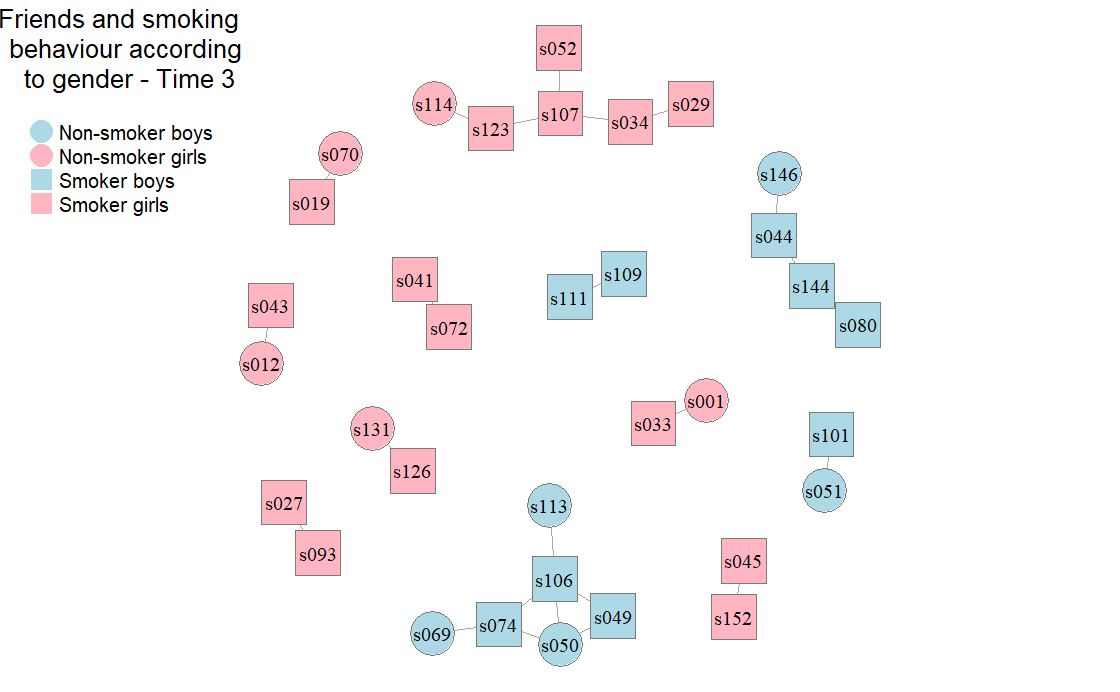 Friends and smoking
behaviour according
to gender - Time 3
Non-smoker boys
Non-smoker girls
Smoker boys
Smoker girls
s052
s114
s123
s107
s034
s029
s070
s019
s146
s044
s144
s080
s041
s072
s109
s111
s043
s012
s131
s126
s001
s033
s101
s051
s027
s093
s113
s106
s049
s074
s069
s050
s045
s152